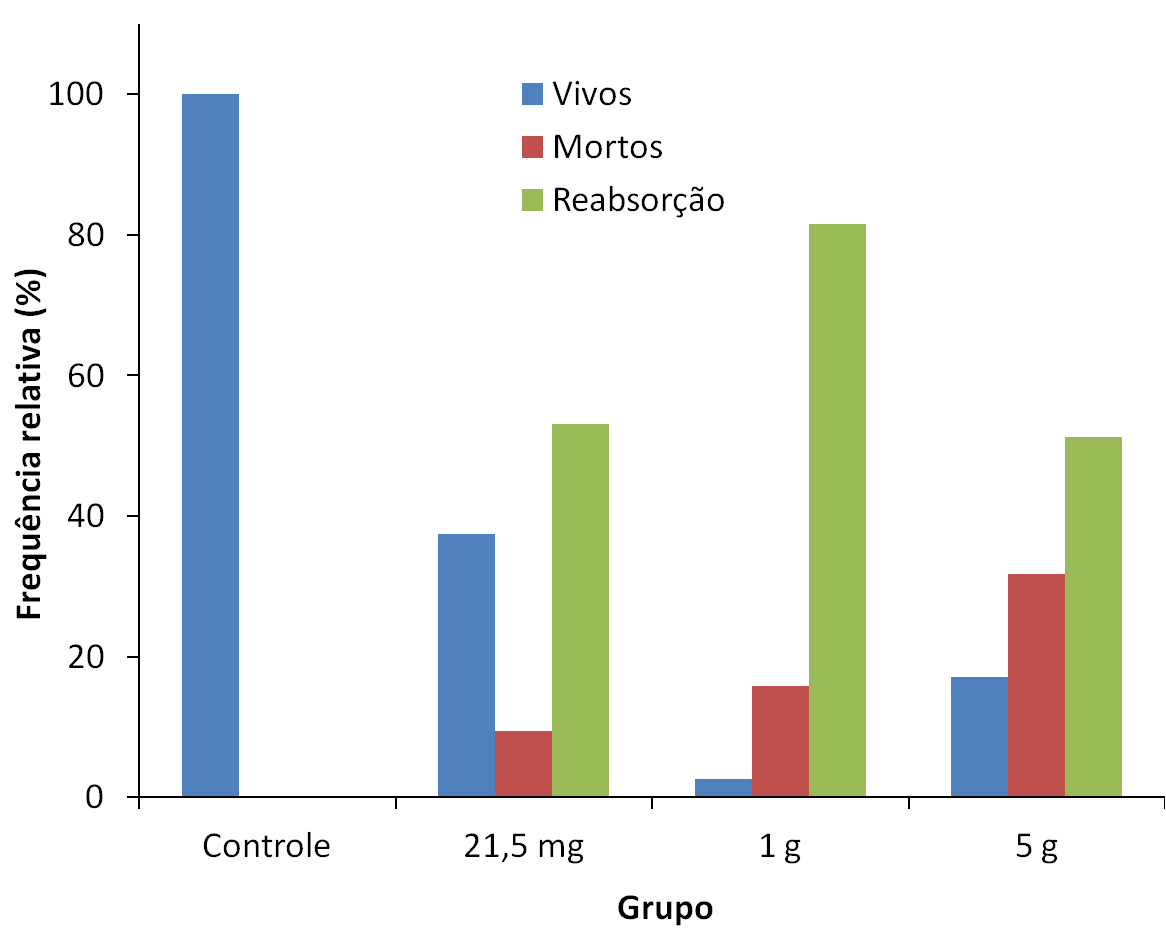 Vivos
Mortos
Reabsorção
Frequência relativa (%)
100
80
60
40
20
0
Controle
21,5 mg
1 g
5 g
Grupo